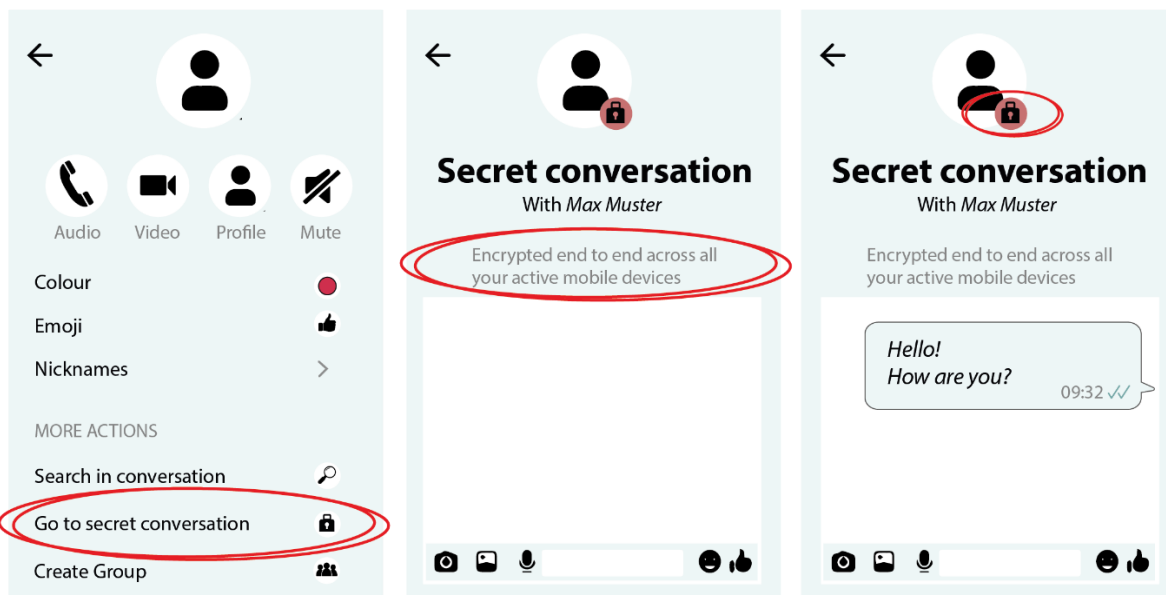 Audio
Video
Profile
Mute
Colour
Emoji
Nicknames
MORE ACTIONS
Search in conversation
Go to secret conversation
Create Group
Secret conversation
With Max Muster
Encrypted end to end across all
your active mobile devices
Secret conversation
With Max Muster
Encrypted end to end across all
your active mobile devices
Hello!
How are you?
09:32